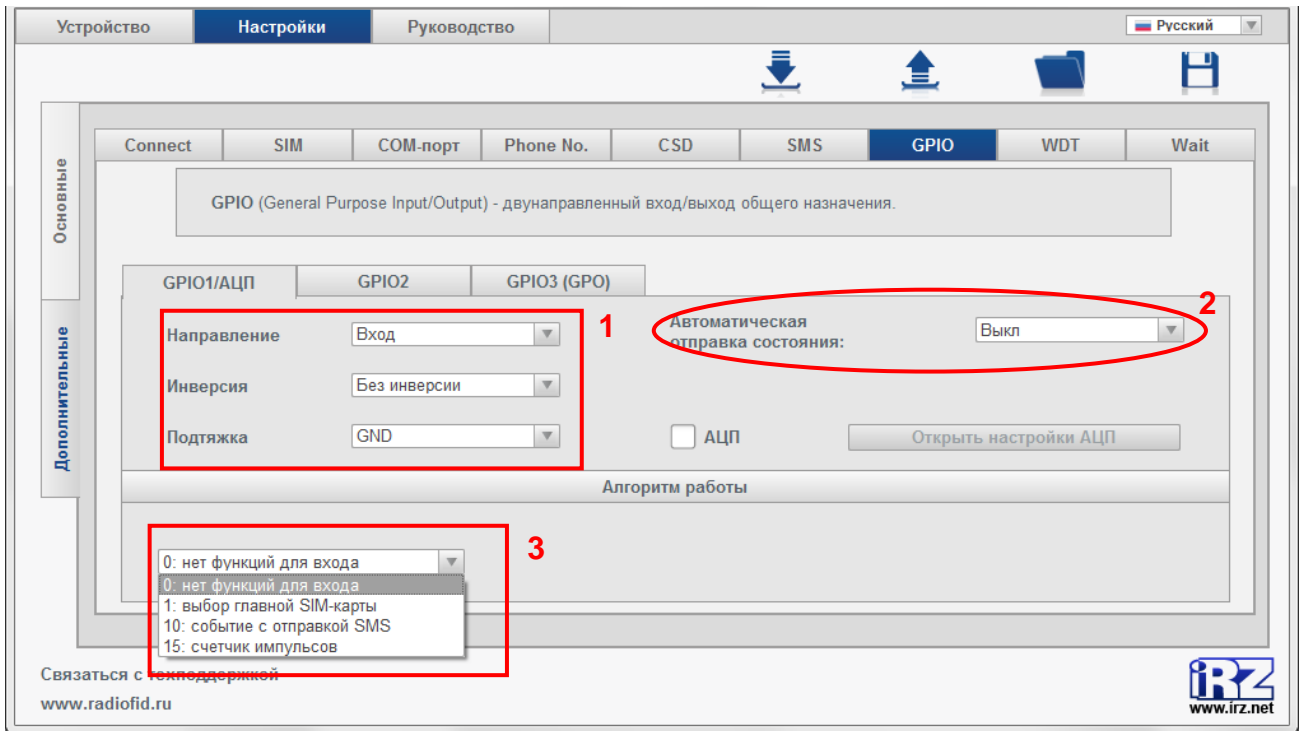 Устройство
Настройки
Руководство
Русский
Основные
Дополнительные
Connect
SIM
COM-порт
Phone No.
CSD
SMS
GPIO
WDT
Wait
GPIO (General Purpose Input/Output) - двунаправленный вход/выход общего назначения.
GPIO1/АЦП
GPIO2
GPIO3 (GPO)
Направление
Вход
1
Автоматическая
отправка состояния:
Выкл
2
Инверсия
Без инверсии
Подтяжка
GND
АЦП
Открыть настройки АЦП
Алгоритм работы
0: нет функций для входа
3
0: нет функций для входа
1: выбор главной SIM-карты
10: событие с отправкой SMS
15: счетчик импульсов
Связаться с техподдержкой
www.radiofid.ru
iRZ
www.irz.net